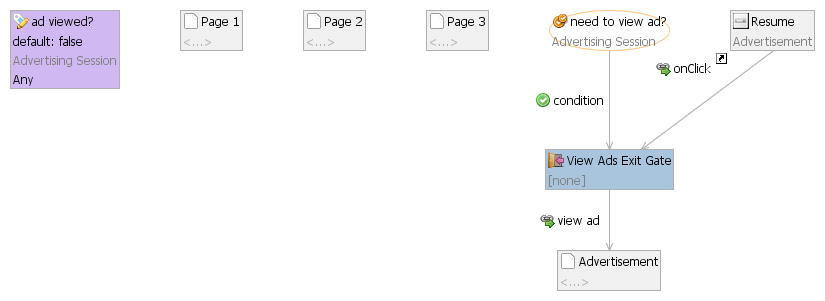 ad viewed?
default: false
Advertising Session
Any
Page 1
<...>
Page 2
<...>
Page 3
<...>
need to view ad?
Advertising Session
Resume
Advertisement
onClick
condition
View Ads Exit Gate
[none]
view ad
Advertisement
<...>